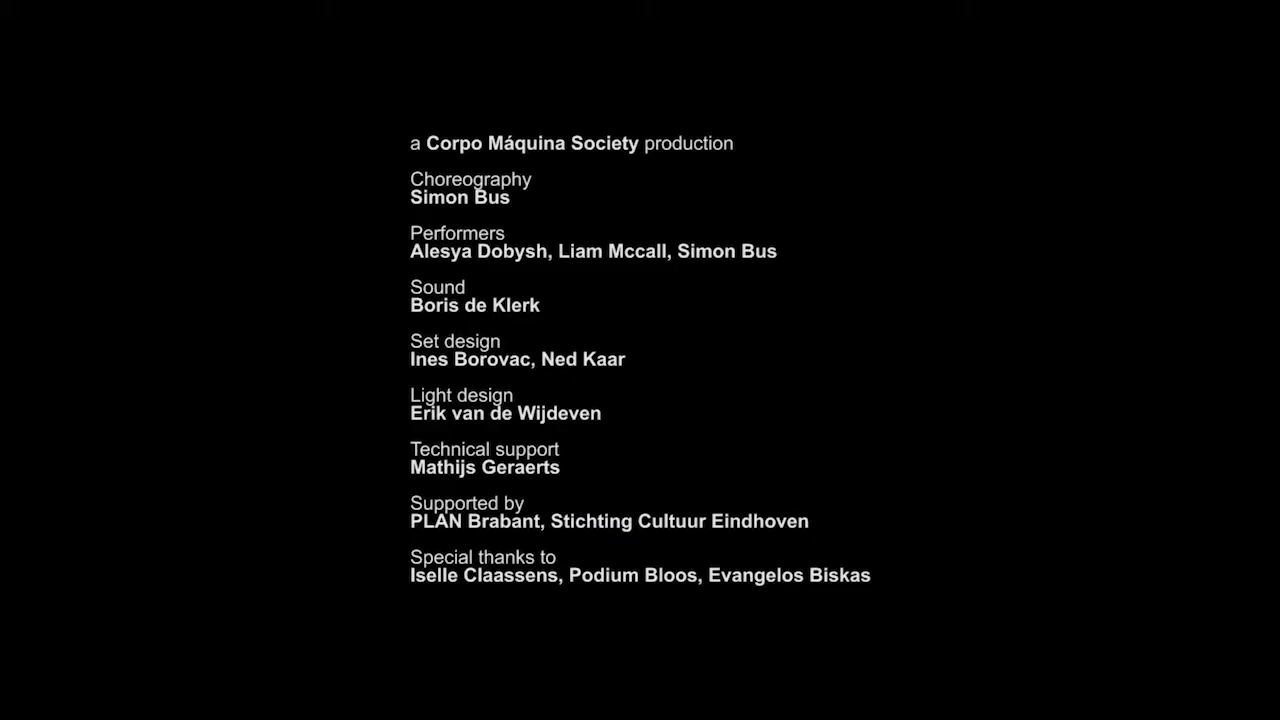 a Corpo Máquina Society production
Choreography
Simon Bus
Performers
Alesya Dobysh, Liam Mccall, Simon Bus
Sound
Boris de Klerk
Set design
Ines Borovac, Ned Kaar
Light design
Erik van de Wijdeven
Technical support
Mathijs Geraerts
Supported by
PLAN Brabant, Stichting Cultuur Eindhoven
Special thanks to
Iselle Claassens, Podium Bloos, Evangelos Biskas